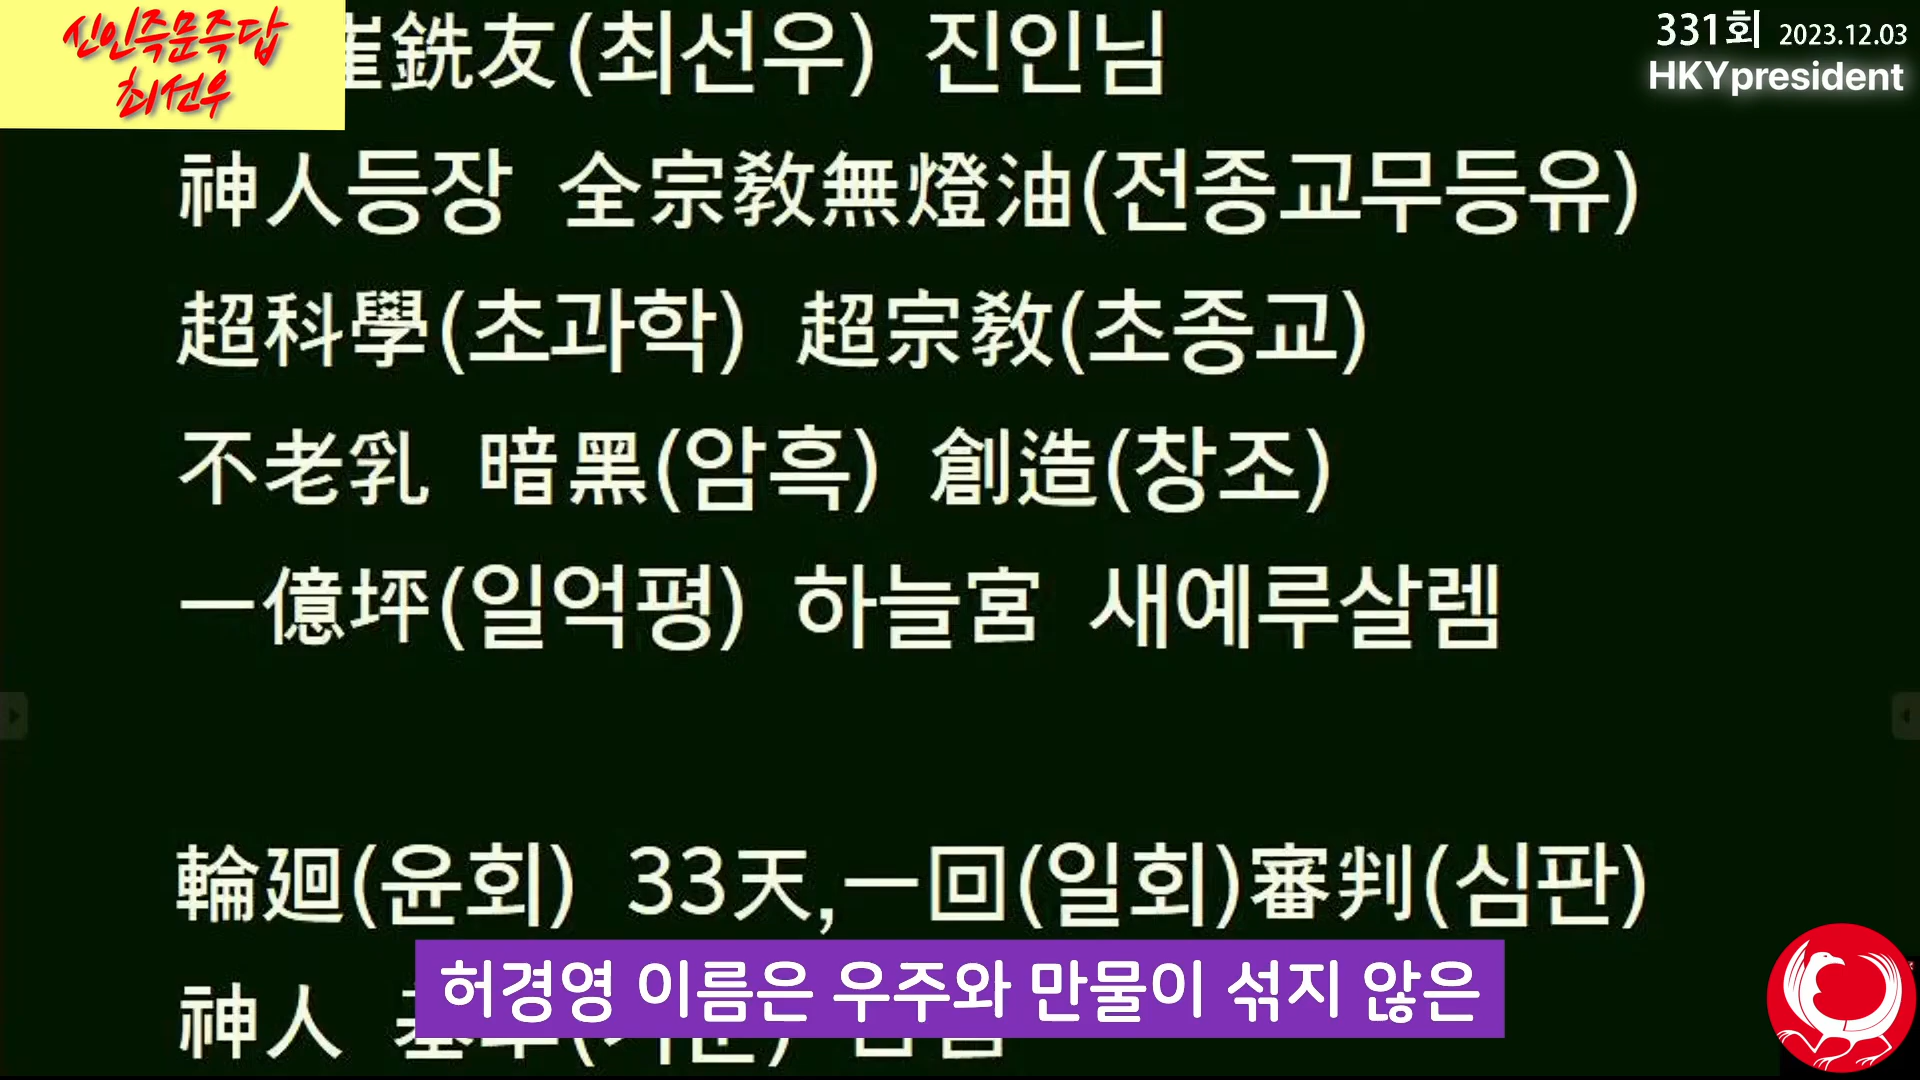 신인즉문즉답
최선우
331회 2023.12.03
HKYpresident
崔銑友(최선우) 진인님
神人등장 全宗教無燈油(전종교무등유)
超科學(초과학) 超宗教(초종교)
不老乳 暗黑(암흑) 創造(창조)
一億坪(일억평) 하늘宮 새예루살렘
輪廻(윤회) 33天,一回(일회)審判(심판)
神人
허경영 이름은 우주와 만물이 섞지 않은